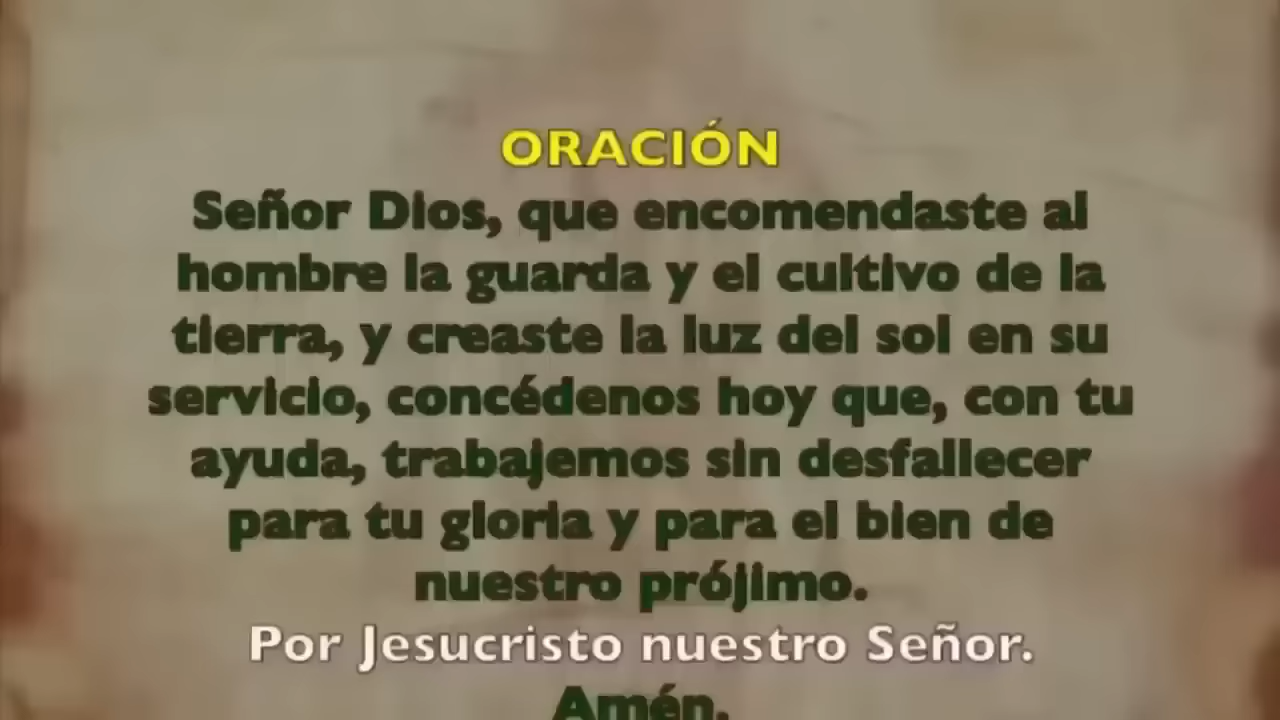 ORACIÓN
Señor Dios, que encomendaste al
hombre la guarda y el cultivo de la
tierra, y creaste la luz del sol en su
servicio, concédenos hoy que, con tu
ayuda, trabajemos sin desfallecer
para tu gloria y para el bien de
nuestro prójimo.
Por Jesucristo nuestro Señor.
Amén.